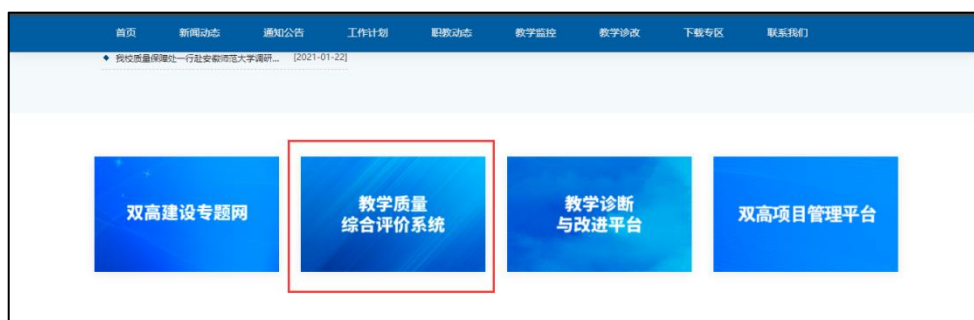 首页 新闻动态 通知公告 工作计划 职教动态 教学监控 教学诊改 下载专区 联系我们
我校质量保障处一行赴安徽师范大学调研... [2021-01-22]
双高建设专题网
教学质量
综合评价系统
教学诊断
与改进平台
双高项目管理平台